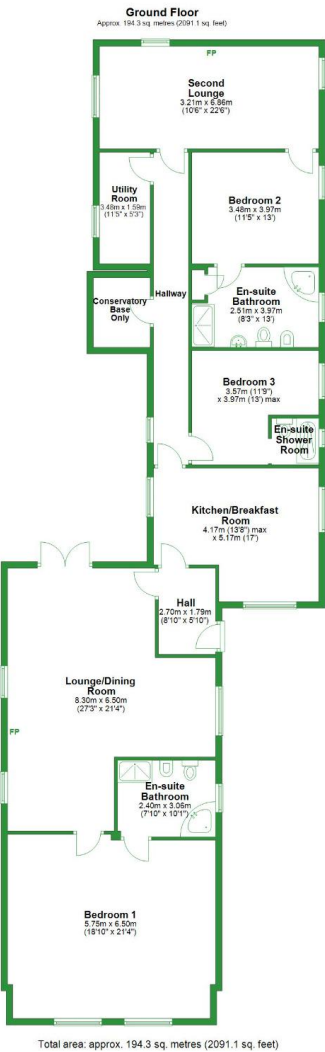 Ground Floor
Approx. 194.3 sq. metres (2091.1 sq. feet)
FP
Second
Lounge
3.21m x 6.86m
(10'6" x 22'6")
Utility
Room
3.48m x 1.59m
(11'5" x 5'3")
Bedroom 2
3.48m x 3.97m
(11'5" x 13')
Hallway
Conservatory
Base
Only
En-suite
Bathroom
2.51m x 3.97m
(8'3" x 13')
Bedroom 3
3.57m (11'9")
x 3.97m (13') max
En-suite
Shower
Room
Kitchen/Breakfast
Room
4.17m (13'8") max
x 5.17m (17')
Hall
2.70m x 1.79m
(8'10" x 5'10")
Lounge/Dining
Room
8.30m x 6.50m
(27'3" x 21'4")
FP
En-suite
Bathroom
2.40m x 3.06m
(7'10" x 10'1")
Bedroom 1
5.75m x 6.50m
(18'10" x 21'4")
Total area: approx. 194.3 sq. metres (2091.1 sq. feet)